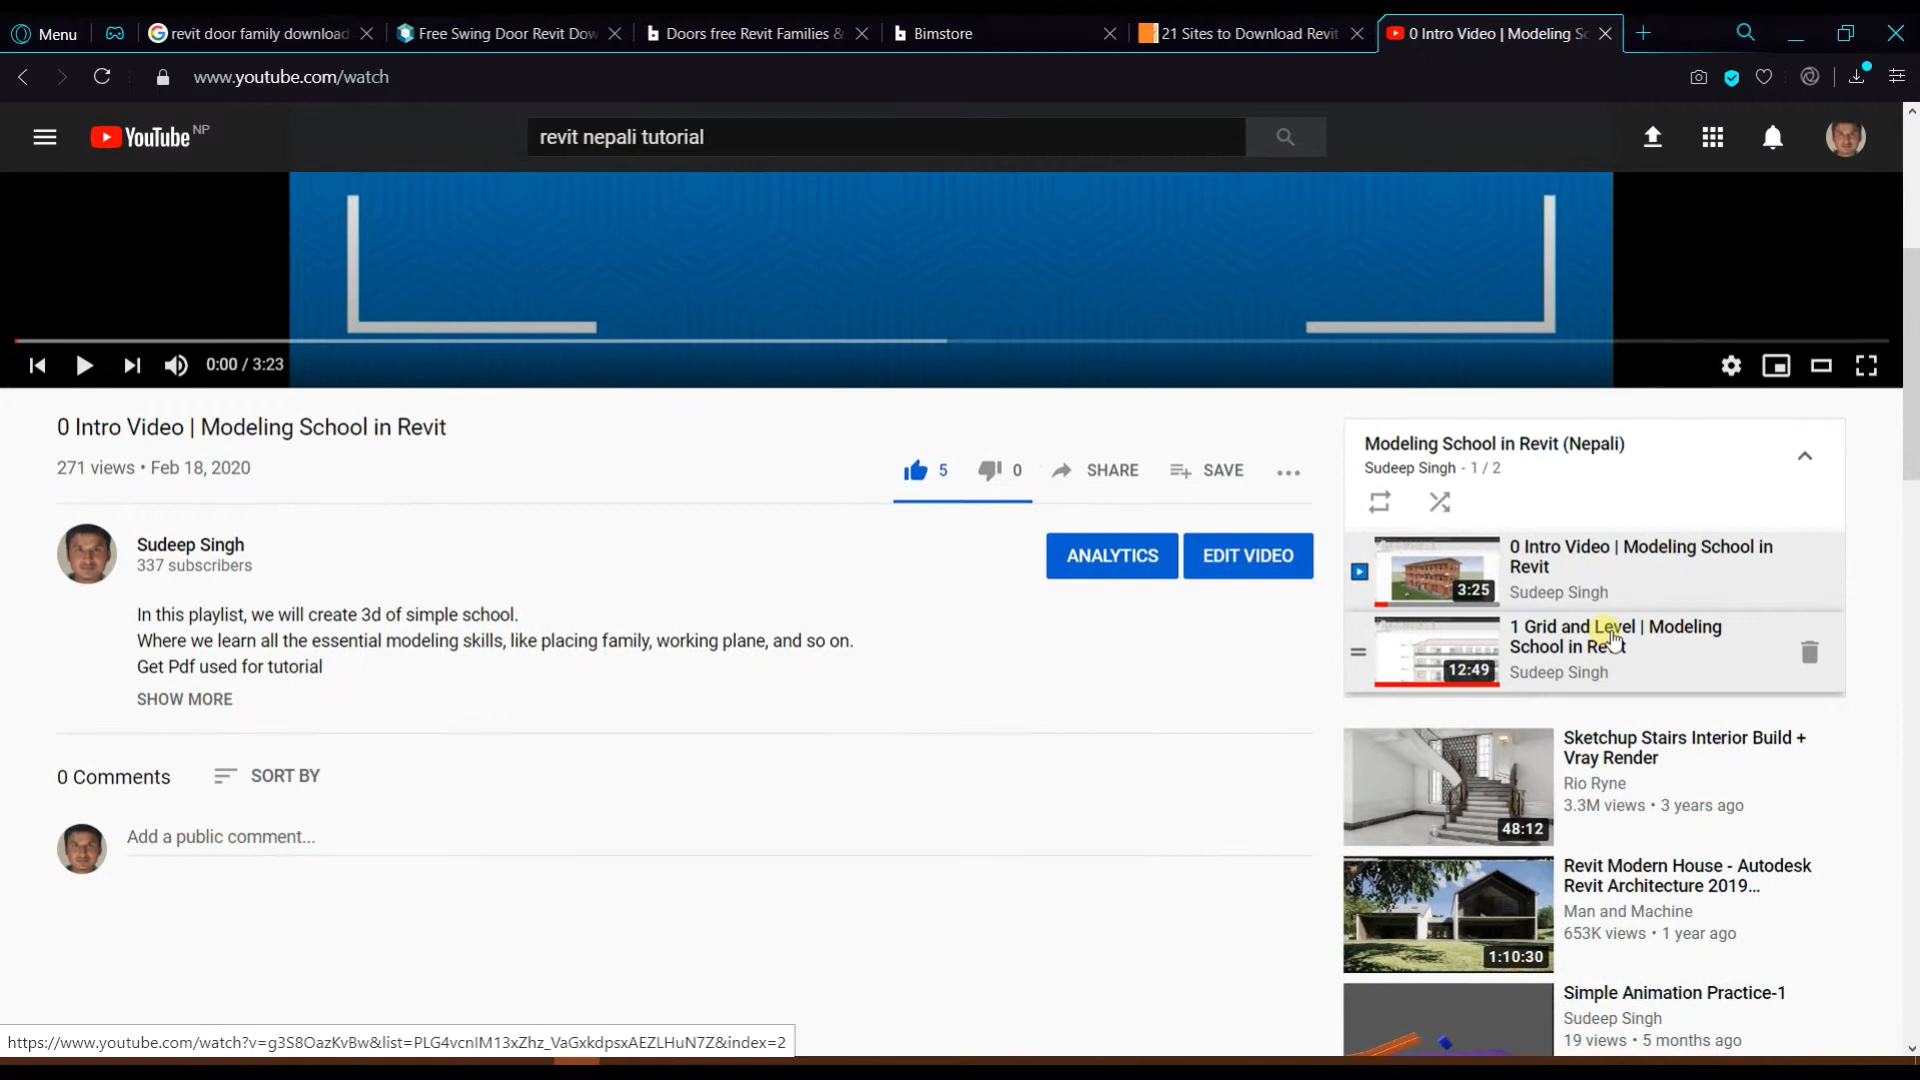 Menu
revit door family download
Free Swing Door Revit Dow
Doors free Revit Families &
Bimstore
21 Sites to Download Revit
0 Intro Video | Modeling Sc
www.youtube.com/watch
YouTube NP
revit nepali tutorial
0:00 / 3:23
0 Intro Video | Modeling School in Revit
271 views • Feb 18, 2020
5
0
SHARE
SAVE
Sudeep Singh
337 subscribers
ANALYTICS
EDIT VIDEO
In this playlist, we will create 3d of simple school.
Where we learn all the essential modeling skills, like placing family, working plane, and so on.
Get Pdf used for tutorial
SHOW MORE
0 Comments
SORT BY
Add a public comment...
Modeling School in Revit (Nepali)
Sudeep Singh - 1 / 2
0 Intro Video | Modeling School in
Revit
Sudeep Singh
3:25
1 Grid and Level | Modeling
School in Revit
Sudeep Singh
12:49
Sketchup Stairs Interior Build +
Vray Render
Rio Ryne
3.3M views • 3 years ago
48:12
Revit Modern House - Autodesk
Revit Architecture 2019...
Man and Machine
653K views • 1 year ago
1:10:30
Simple Animation Practice-1
Sudeep Singh
19 views • 5 months ago
https://www.youtube.com/watch?v=g3S8OazKvBw&list=PLG4vcnIM13xZhz_VaGxkdpsxAEZLHuN7Z&index=2